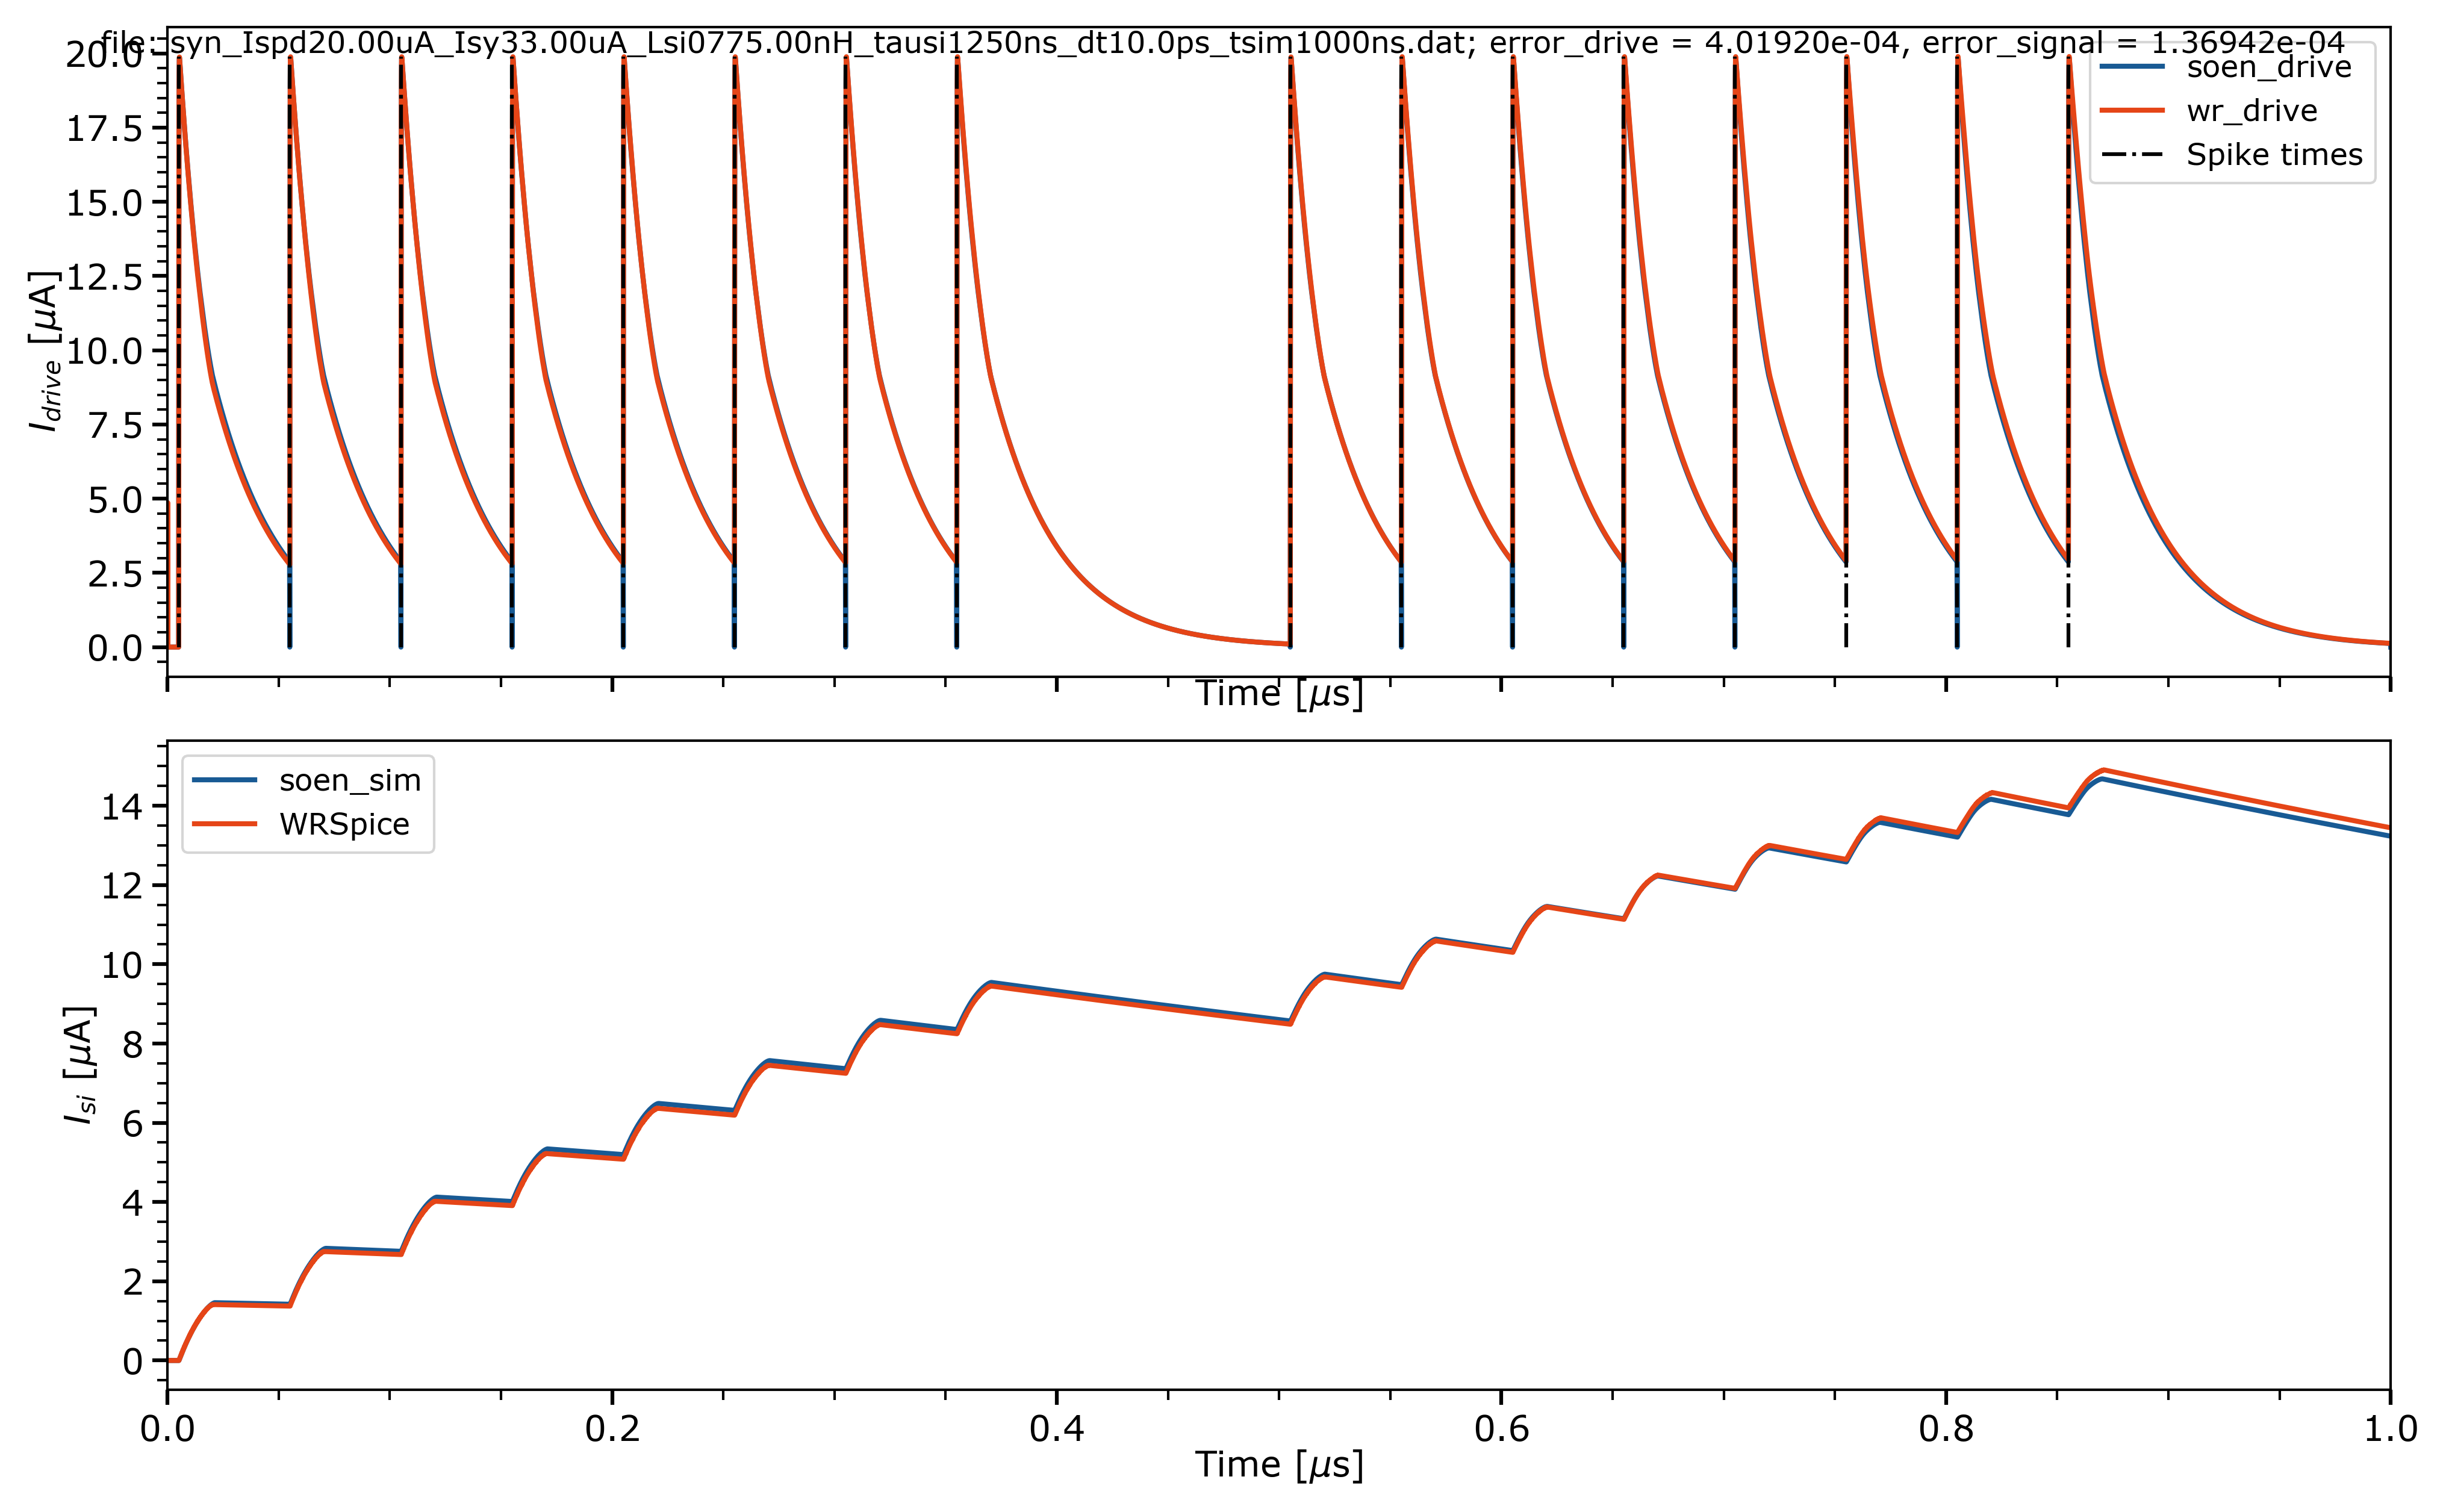 file: syn_Ispd20.00uA_Isy33.00uA_Lsi0775.00nH_tausi1250ns_dt10.0ps_tsim1000ns.dat; error_drive = 4.01920e-04, error_signal = 1.36942e-04
20.0
17.5
15.0
12.5
10.0
7.5
5.0
2.5
0.0
I_drive [μA]
soen_drive
wr_drive
Spike times
Time [μs]
soen_sim
WRSpice
14
12
10
8
6
4
2
0
I_si [μA]
0.0 0.2 0.4 0.6 0.8 1.0
Time [μs]